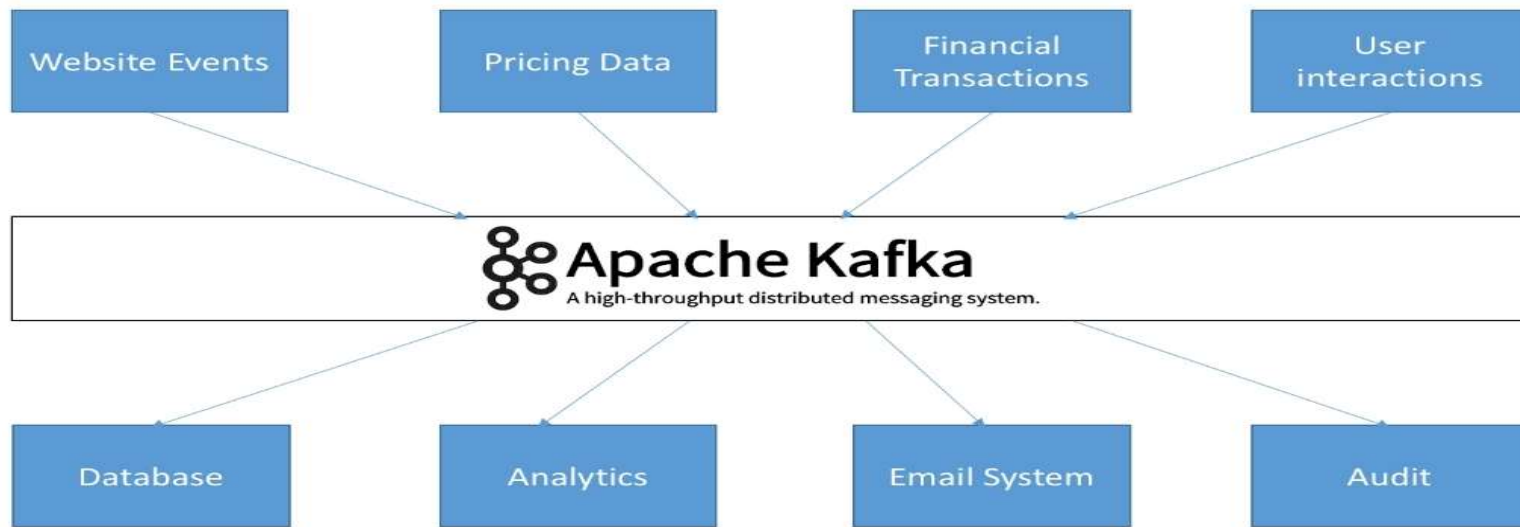 Website Events
Pricing Data
Financial
Transactions
User
interactions
Apache Kafka
A high-throughput distributed messaging system.
Database
Analytics
Email System
Audit